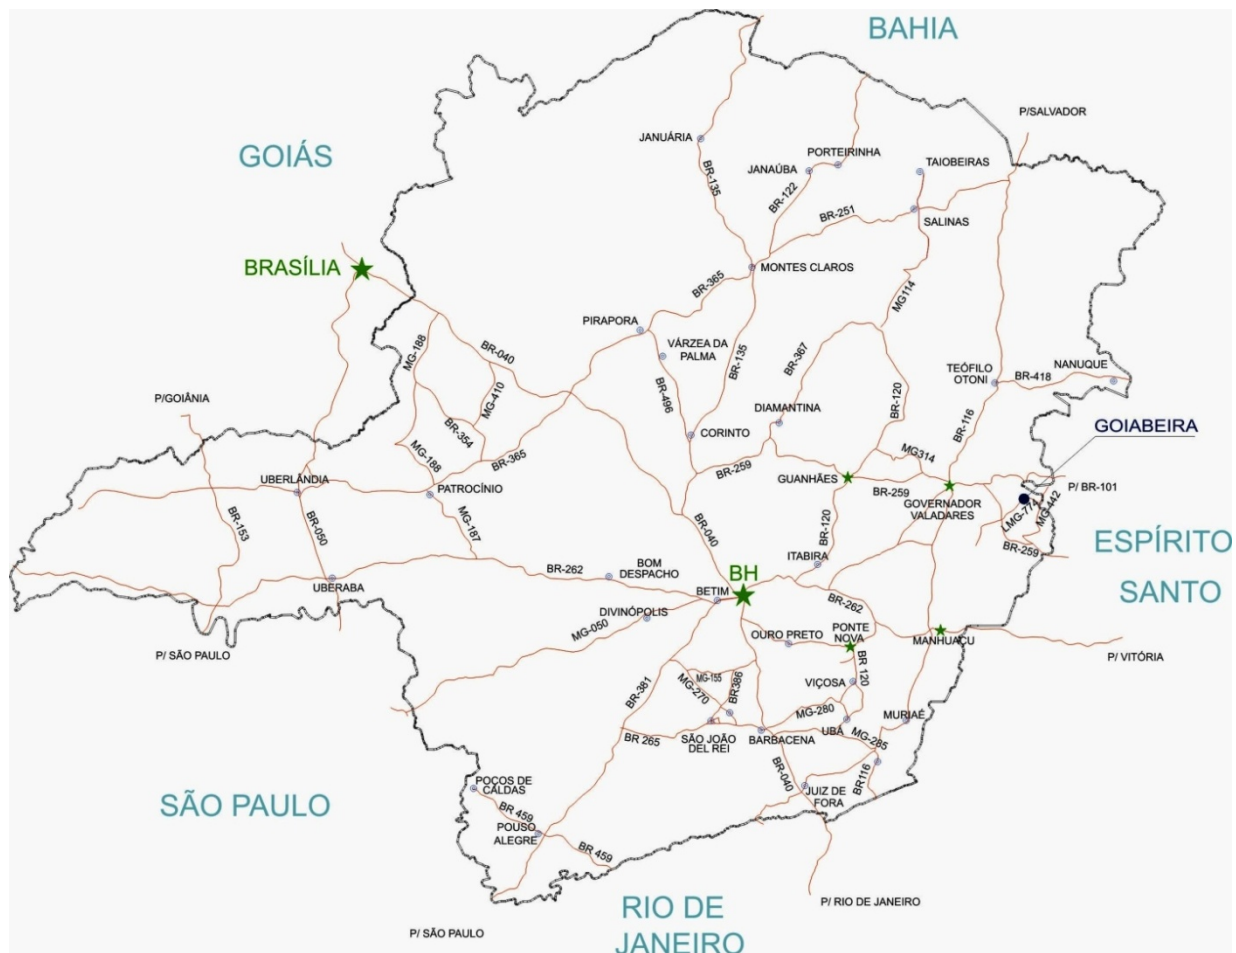 BAHIA
P/SALVADOR
GOIÁS
JANUÁRIA
PORTEIRINHA
JANAÚBA
TAIOBEIRAS
BR-135
BR-122
BR-251
SALINAS
BRASÍLIA
MONTES CLAROS
BR-365
MG114
PIRAPORA
VÁRZEA DA
PALMA
MG-188
BR-040
BR-135
BR-367
TEÓFILO
OTONI
NANUQUE
BR-418
P/GOIÂNIA
MG-410
BR-496
BR-120
DIAMANTINA
BR-116
GOIABEIRA
BR-354
CORINTO
MG-188
BR-365
BR-259
MG314
UBERLÂNDIA
PATROCÍNIO
GUANHÃES
BR-259
GOVERNADOR
VALADARES
P/ BR-101
BR-153
BR-050
MG-187
BR-040
BR-120
LMG-774
MG-442
BR-259
ESPÍRITO
SANTO
ITABIRA
BR-262
BOM
DESPACHO
BH
UBERABA
BETIM
BR-262
DIVINÓPOLIS
MG-050
OURO PRETO
PONTE
NOVA
MANHUAÇU
P/ SÃO PAULO
P/ VITÓRIA
BR 120
BR-381
MG-155
MG-270
BR386
VIÇOSA
MG-280
MURIAÉ
BR 265
SÃO JOÃO
DEL REI
BARBACENA
UBÁ
MG-285
BR-040
BR116
SÃO PAULO
POÇOS DE
CALDAS
JUIZ DE
FORA
BR 459
POUSO
ALEGRE
BR 459
P/ RIO DE JANEIRO
RIO DE
JANEIRO
P/ SÃO PAULO